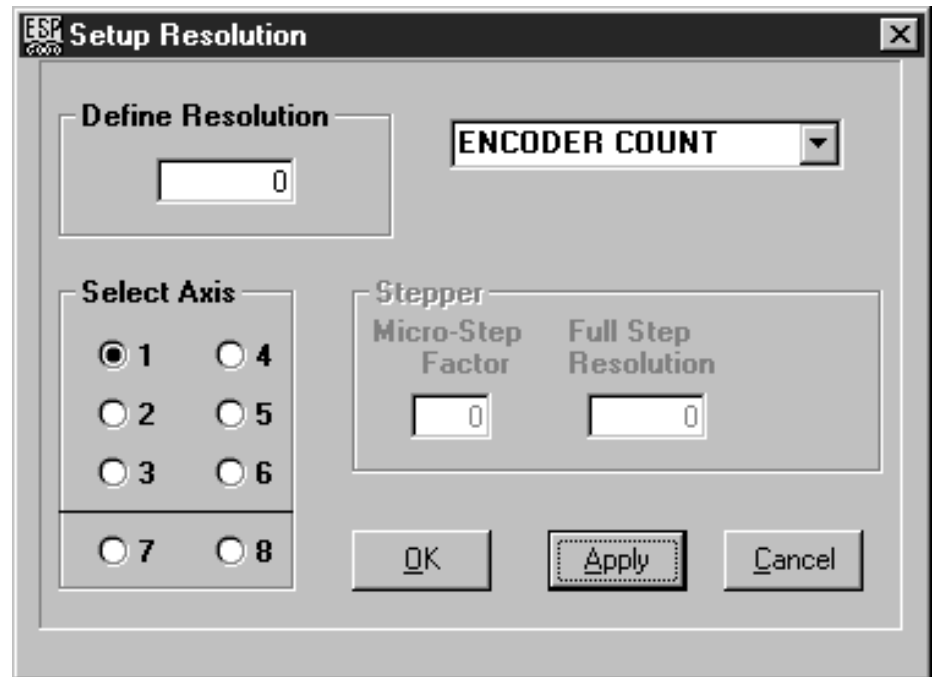 ESP Setup Resolution
Define Resolution
0
ENCODER COUNT
Select Axis
1 4
2 5
3 6
7 8
Stepper
Micro-Step Factor
Full Step Resolution
0 0
OK Apply Cancel